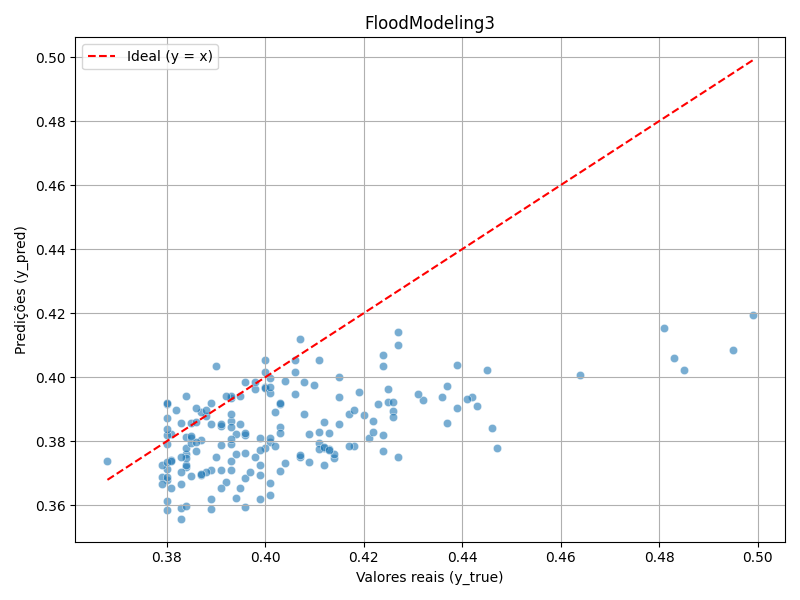 FloodModeling3
Ideal (y = x)
0.50
0.48
0.46
0.44
0.42
0.40
0.38
0.36
Predições (y_pred)
0.38 0.40 0.42 0.44 0.46 0.48 0.50
Valores reais (y_true)